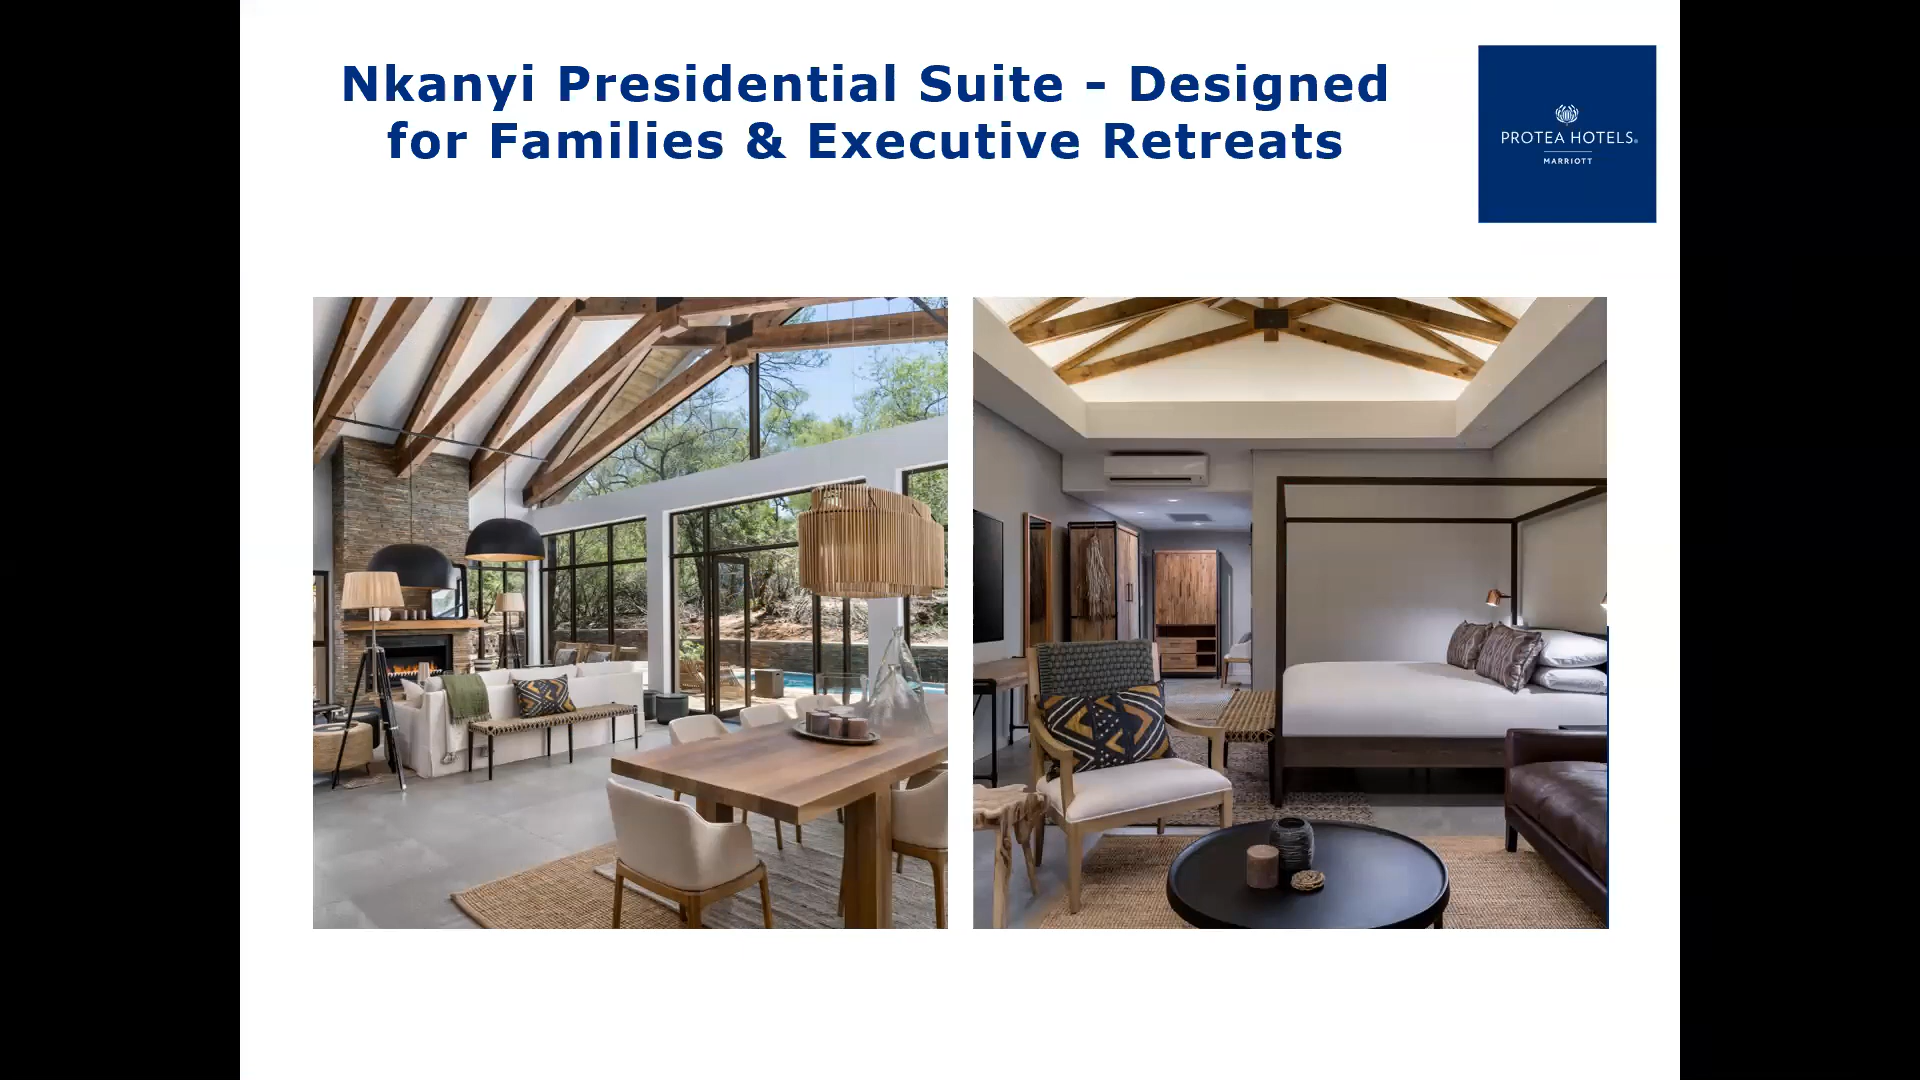 Nkanyi Presidential Suite - Designed
for Families & Executive Retreats
PROTEA HOTELS®
MARRIOTT